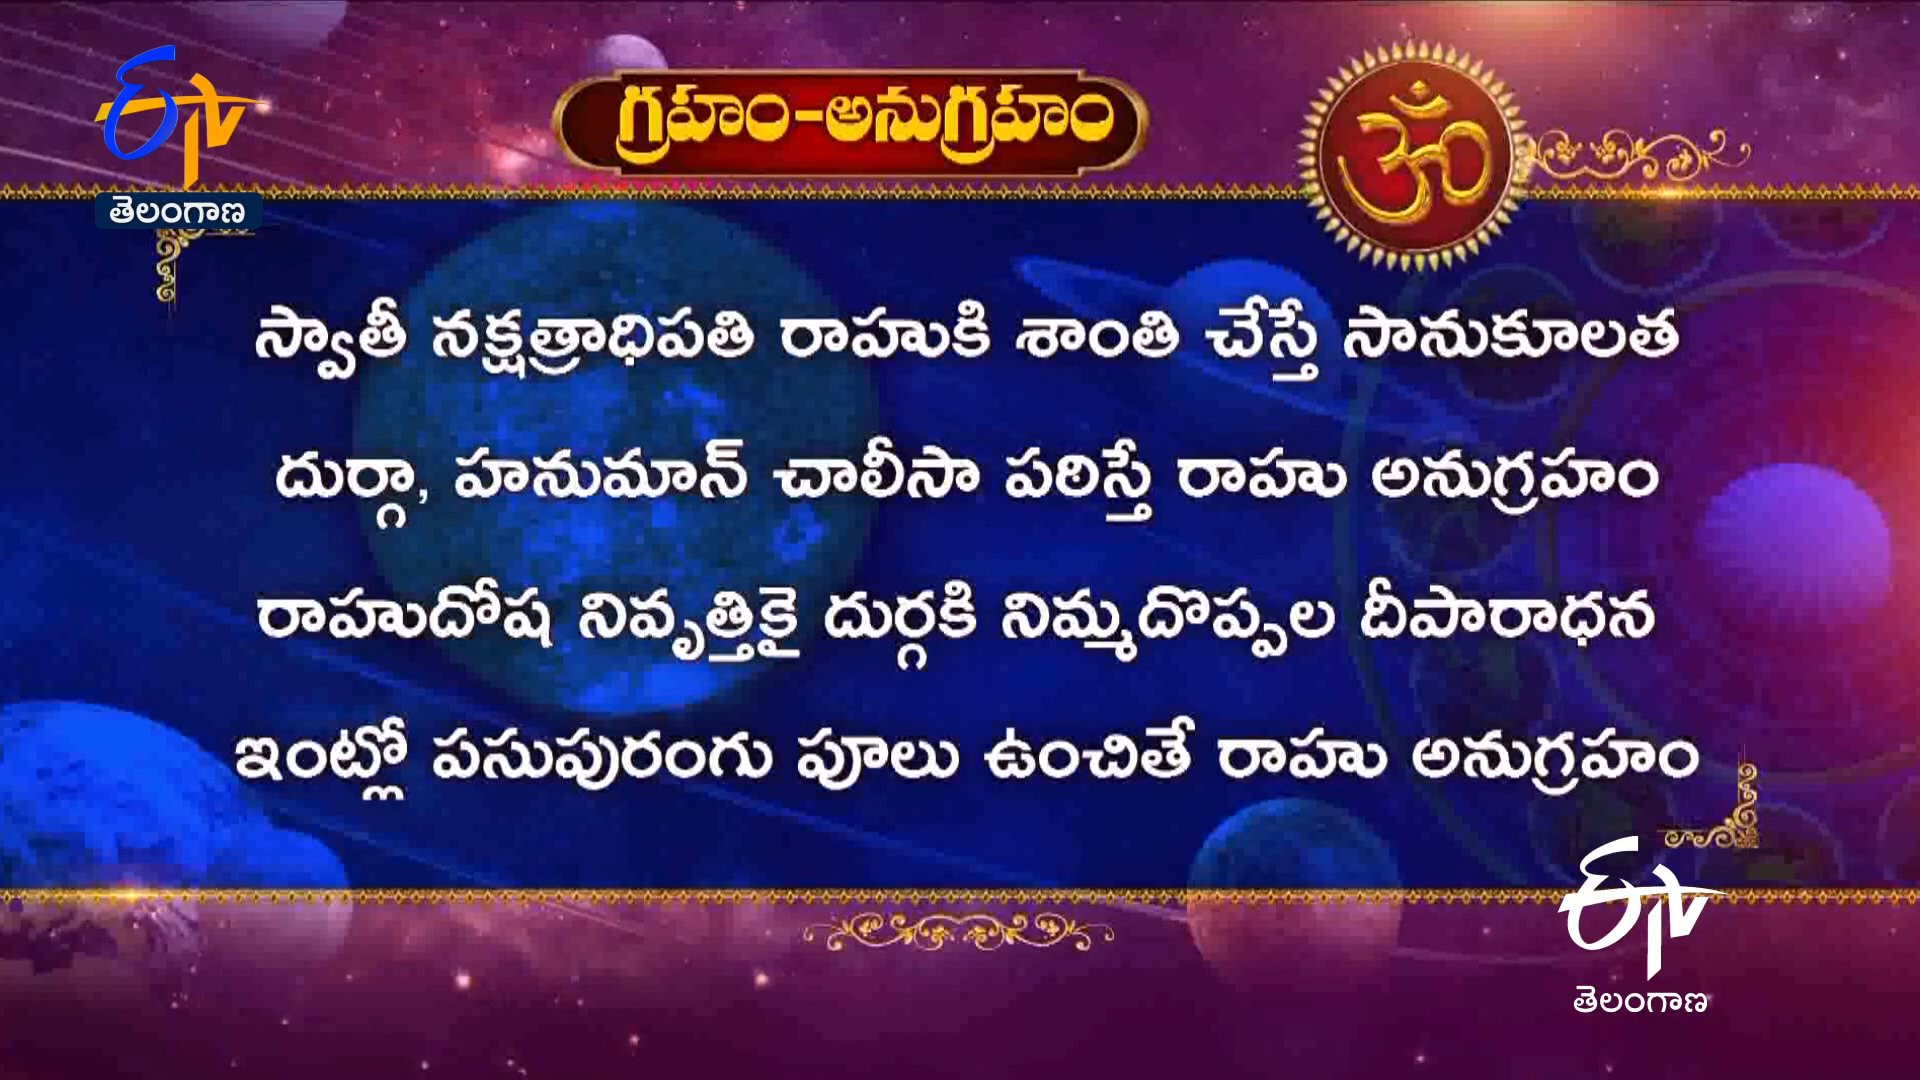 ETV
తెలంగాణ
గ్రహం-అనుగ్రహం
ॐ
స్వాతీ నక్షత్రాధిపతి రాహుకి శాంతి చేస్తే సానుకూలత
దుర్గా, హనుమాన్ చాలీసా పఠిస్తే రాహు అనుగ్రహం
రాహుదోష నివృత్తికై దుర్గకి నిమ్మదొప్పల దీపారాధన
ఇంట్లో పసుపురంగు పూలు ఉంచితే రాహు అనుగ్రహం
ETV
తెలంగాణ